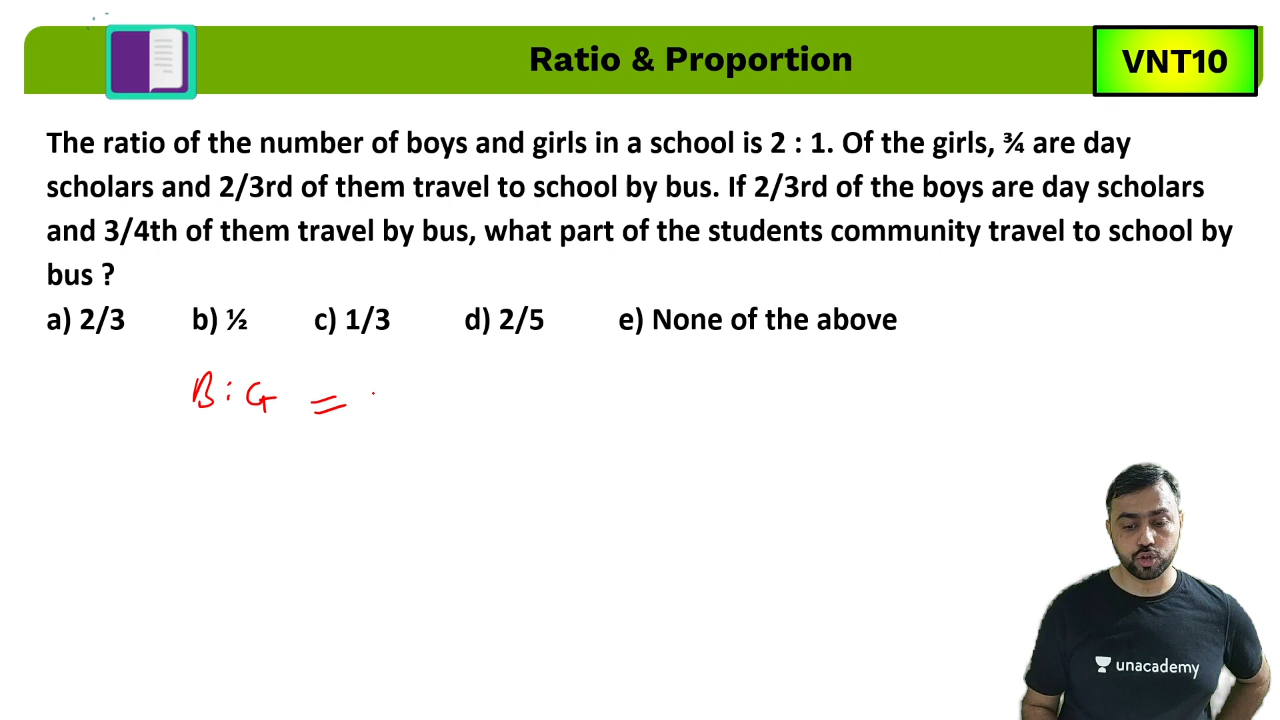 Ratio & Proportion
VNT10
The ratio of the number of boys and girls in a school is 2 : 1. Of the girls, ¾ are day
scholars and 2/3rd of them travel to school by bus. If 2/3rd of the boys are day scholars
and 3/4th of them travel by bus, what part of the students community travel to school by
bus ?
a) 2/3 b) ½ c) 1/3 d) 2/5 e) None of the above
B : G =
unacademy